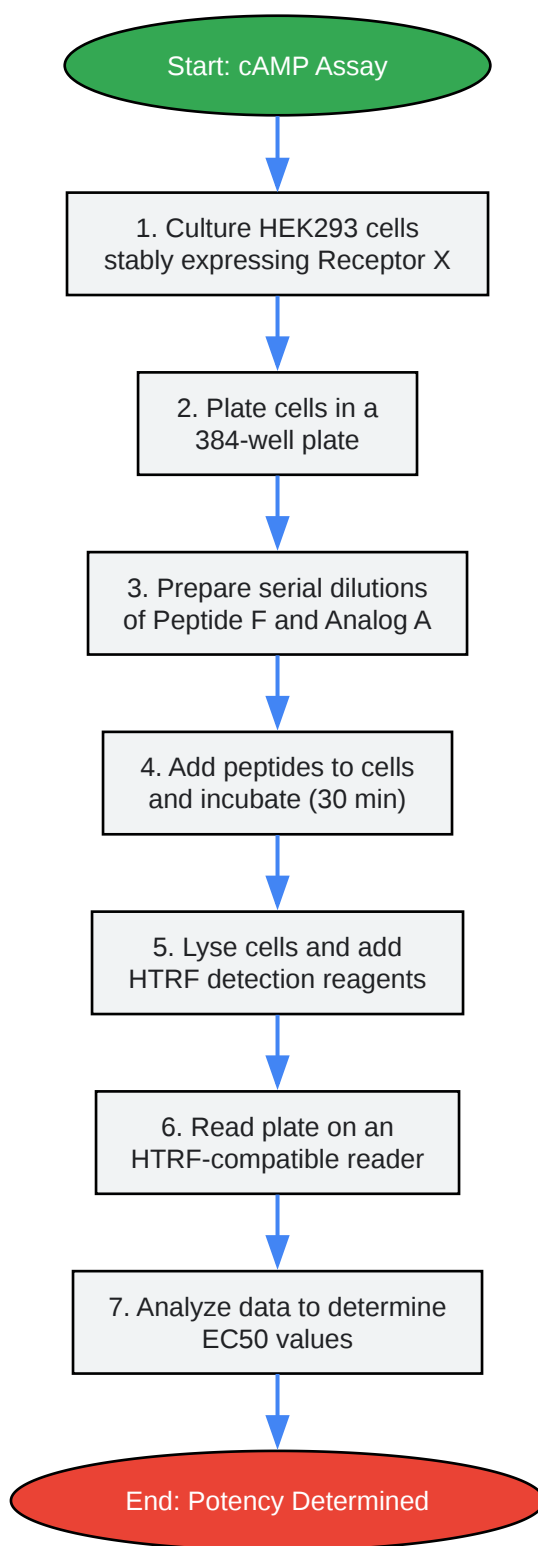 Start: cAMP Assay
1. Culture HEK293 cells
stably expressing Receptor X
2. Plate cells in a
384-well plate
3. Prepare serial dilutions
of Peptide F and Analog A
4. Add peptides to cells
and incubate (30 min)
5. Lyse cells and add
HTRF detection reagents
6. Read plate on an
HTRF-compatible reader
7. Analyze data to determine
EC50 values
End: Potency Determined